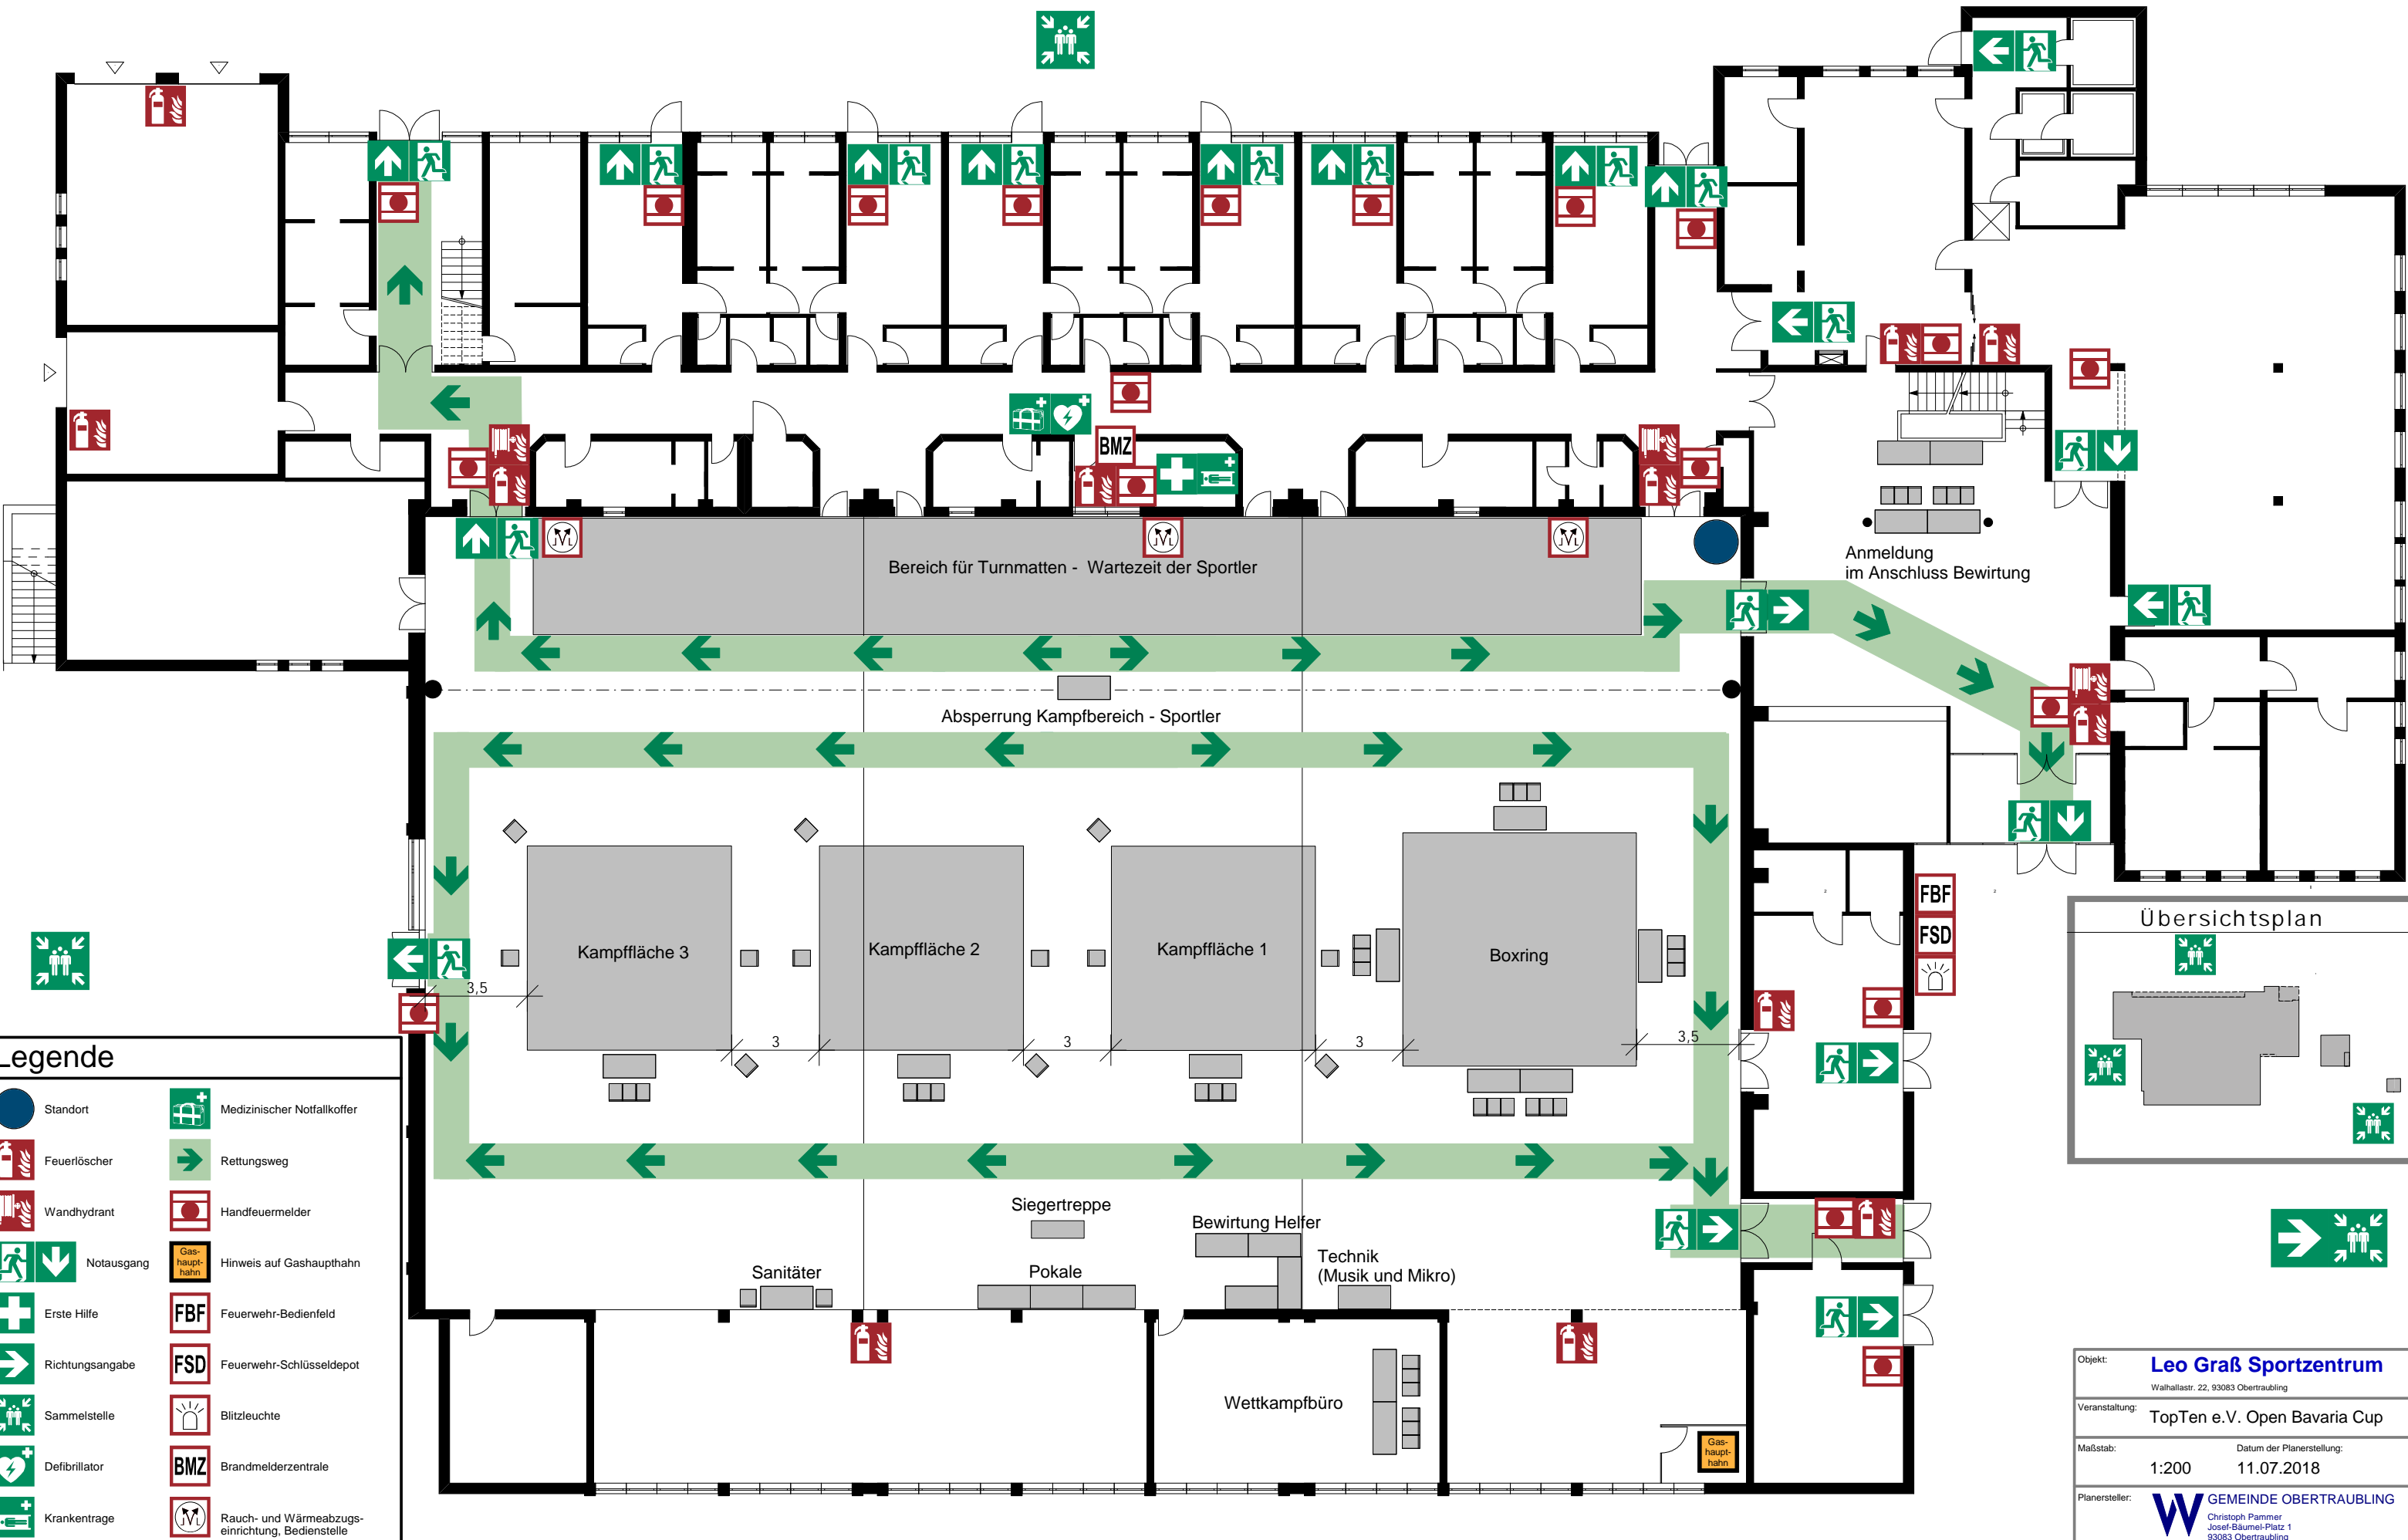 BMZ
Bereich für Turnmatten - Wartezeit der Sportler
Anmeldung
im Anschluss Bewirtung
Absperrung Kampfbereich - Sportler
Kampffläche 3
Kampffläche 2
Kampffläche 1
Boxring
3,5
3
3
3
3,5
FBF
FSD
Übersichtsplan
Siegertreppe
Bewirtung Helfer
Technik
(Musik und Mikro)
Sanitäter
Pokale
Wettkampfbüro
Gas-
haupt-
hahn
Legende
Standort
Medizinischer Notfallkoffer
Feuerlöscher
Rettungsweg
Wandhydrant
Handfeuermelder
Notausgang
Gas-
haupt-
hahn
Hinweis auf Gashaupthahn
Erste Hilfe
FBF
Feuerwehr-Bedienfeld
Richtungsangabe
FSD
Feuerwehr-Schlüsseldepot
Sammelstelle
Blitzleuchte
Defibrillator
BMZ
Brandmelderzentrale
Krankentrage
Rauch- und Wärmeabzugs-
einrichtung, Bedienstelle
Objekt:
Leo Graß Sportzentrum
Walhallastr. 22, 93083 Obertraubling
Veranstaltung:
TopTen e.V. Open Bavaria Cup
Maßstab:
Datum der Planerstellung:
1:200
11.07.2018
Planersteller:
GEMEINDE OBERTRAUBLING
Christoph Pammer
Josef-Bäumel-Platz 1
93083 Obertraubling